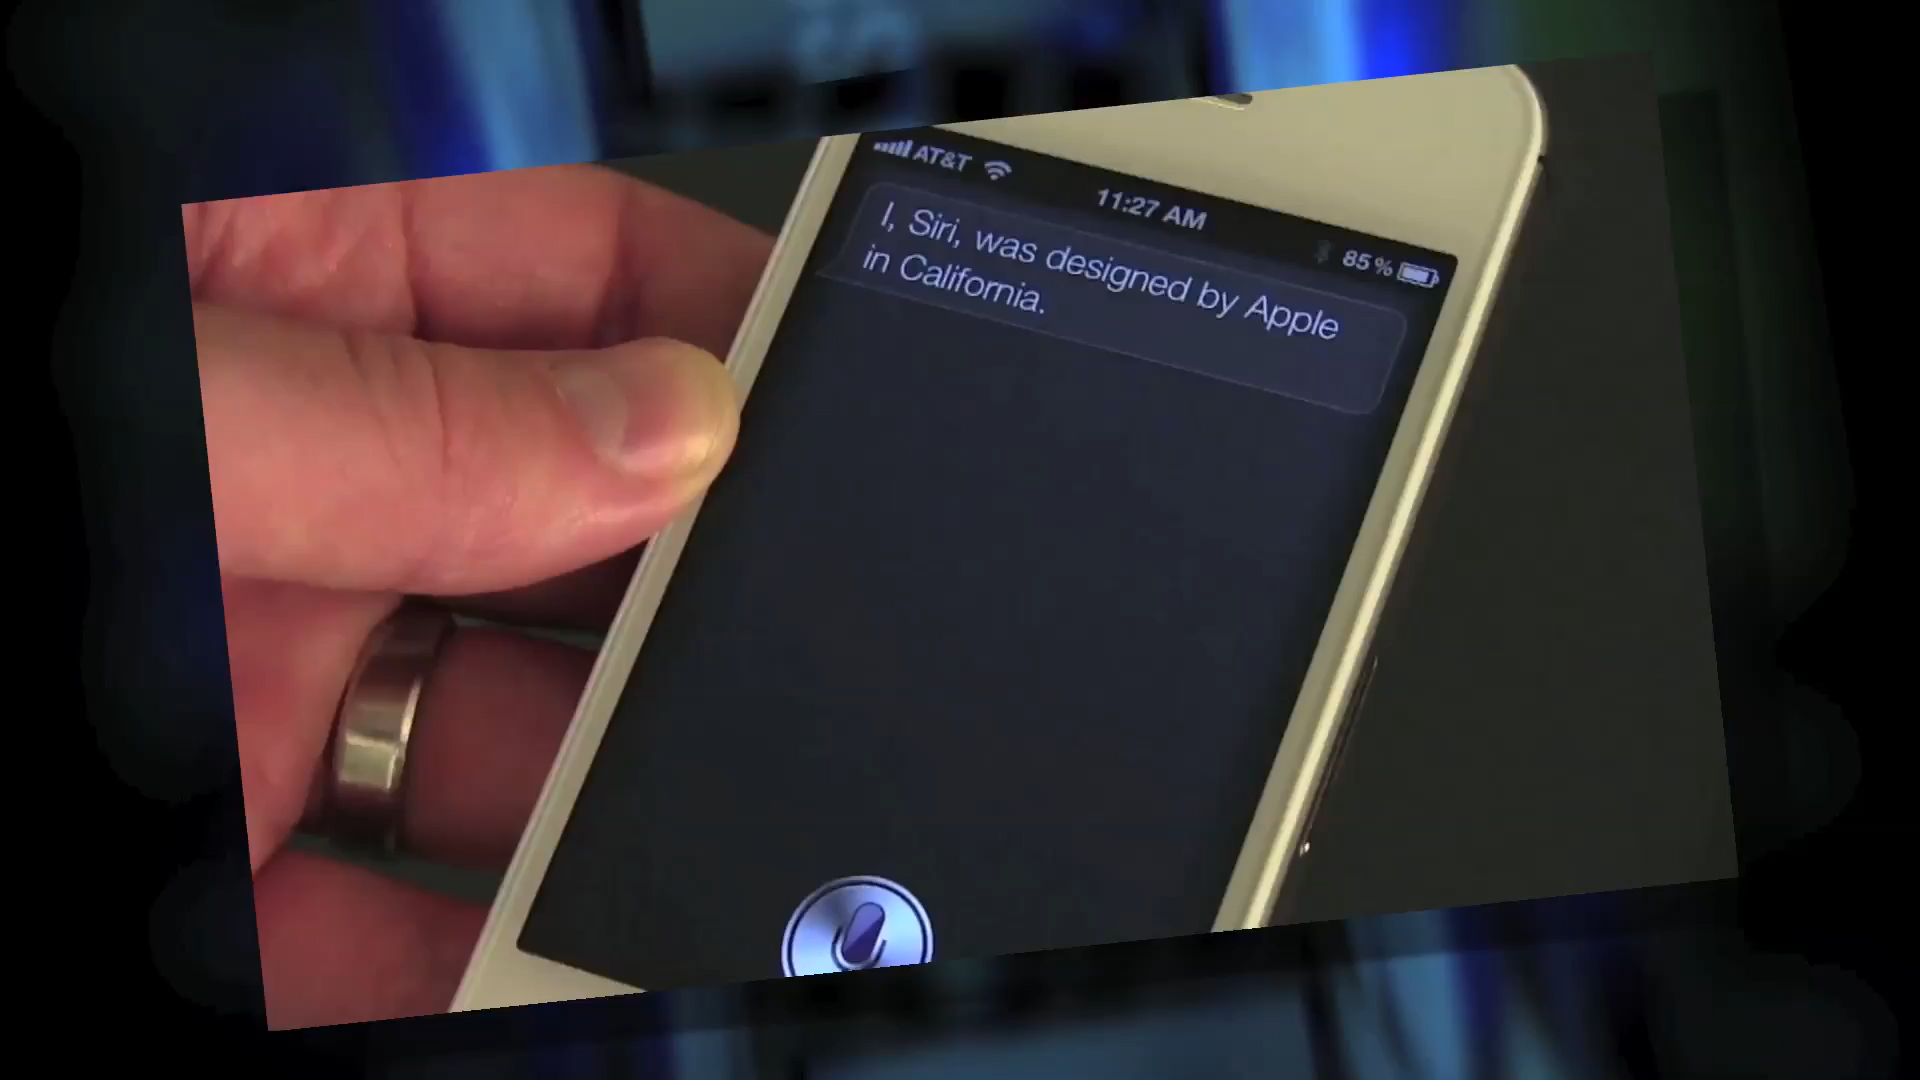 AT&T
11:27 AM
85%
I, Siri, was designed by Apple
in California.